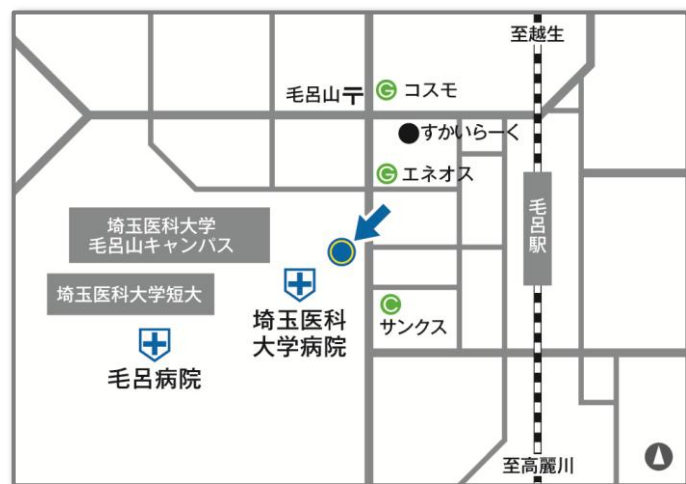 至越生
毛呂山〒
G コスモ
すかいらーく
G エネオス
埼玉医科大学
毛呂山キャンパス
毛呂駅
埼玉医科大学短大
埼玉医科
大学病院
C
サンクス
毛呂病院
至高麗川